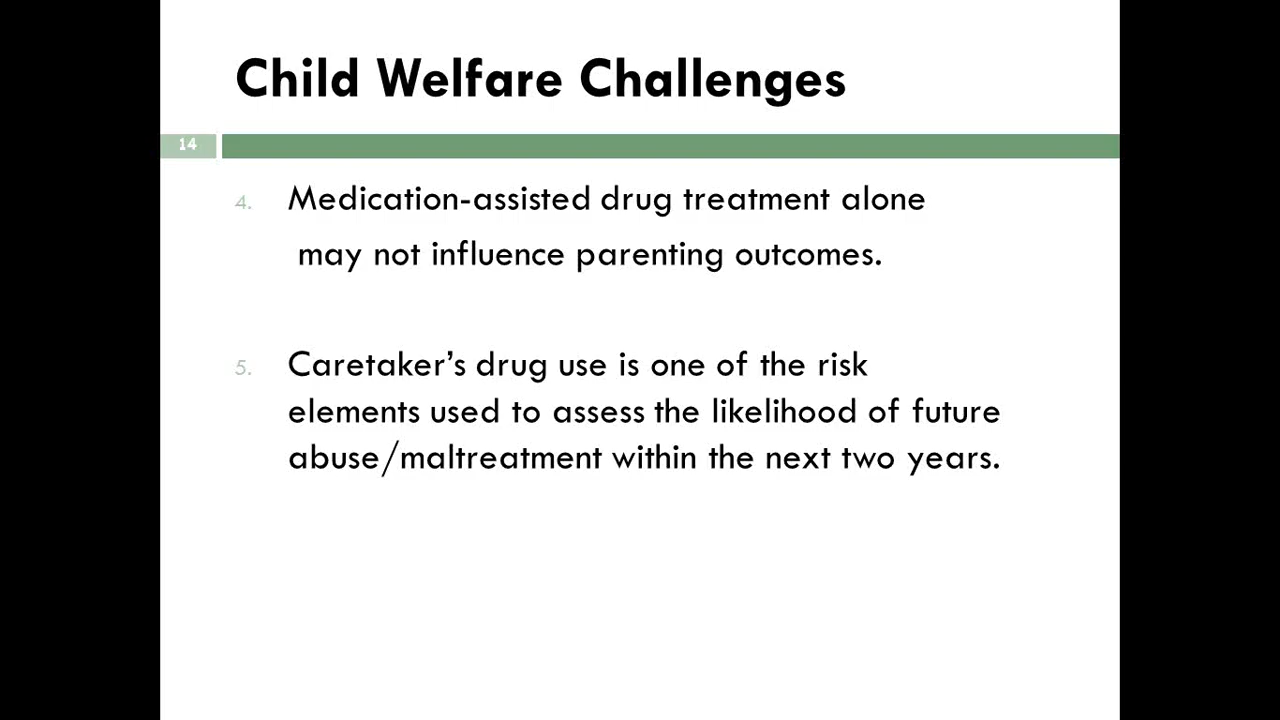 Child Welfare Challenges
14
4. Medication-assisted drug treatment alone
may not influence parenting outcomes.
5. Caretaker’s drug use is one of the risk
elements used to assess the likelihood of future
abuse/maltreatment within the next two years.